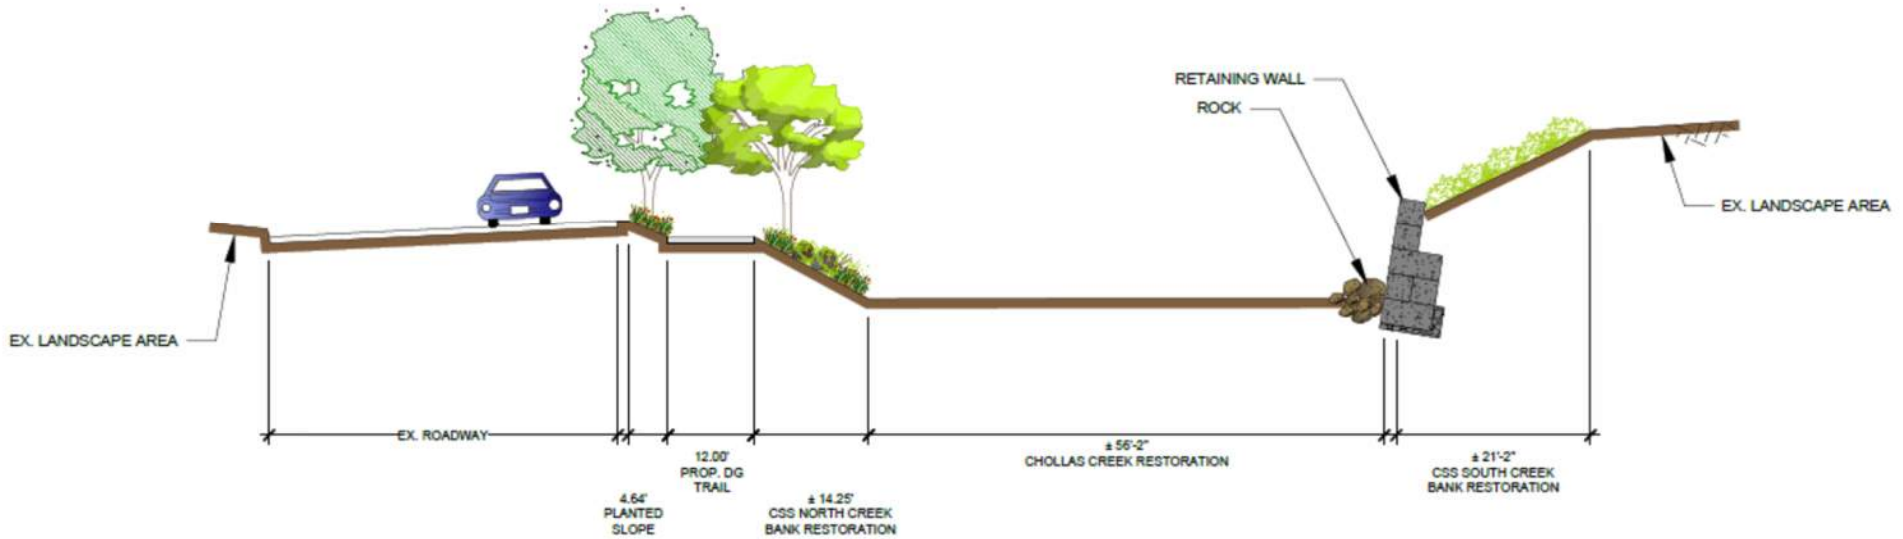 RETAINING WALL
ROCK
EX. LANDSCAPE AREA
EX. LANDSCAPE AREA
EX. ROADWAY
4.64'
PLANTED
SLOPE
12.00'
PROP. DG
TRAIL
± 14.25'
CSS NORTH CREEK
BANK RESTORATION
± 56'-2"
CHOLLAS CREEK RESTORATION
± 21'-2"
CSS SOUTH CREEK
BANK RESTORATION